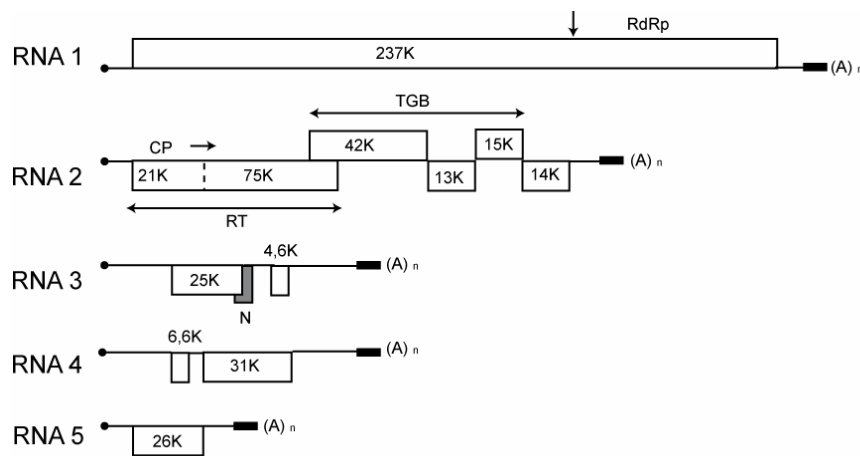 RdRp
RNA 1 237K (A) n
TGB
CP 42K 15K
RNA 2 21K 75K 13K 14K (A) n
RT
4,6K
RNA 3 25K (A) n
N
6,6K
RNA 4 31K (A) n
RNA 5 26K (A) n